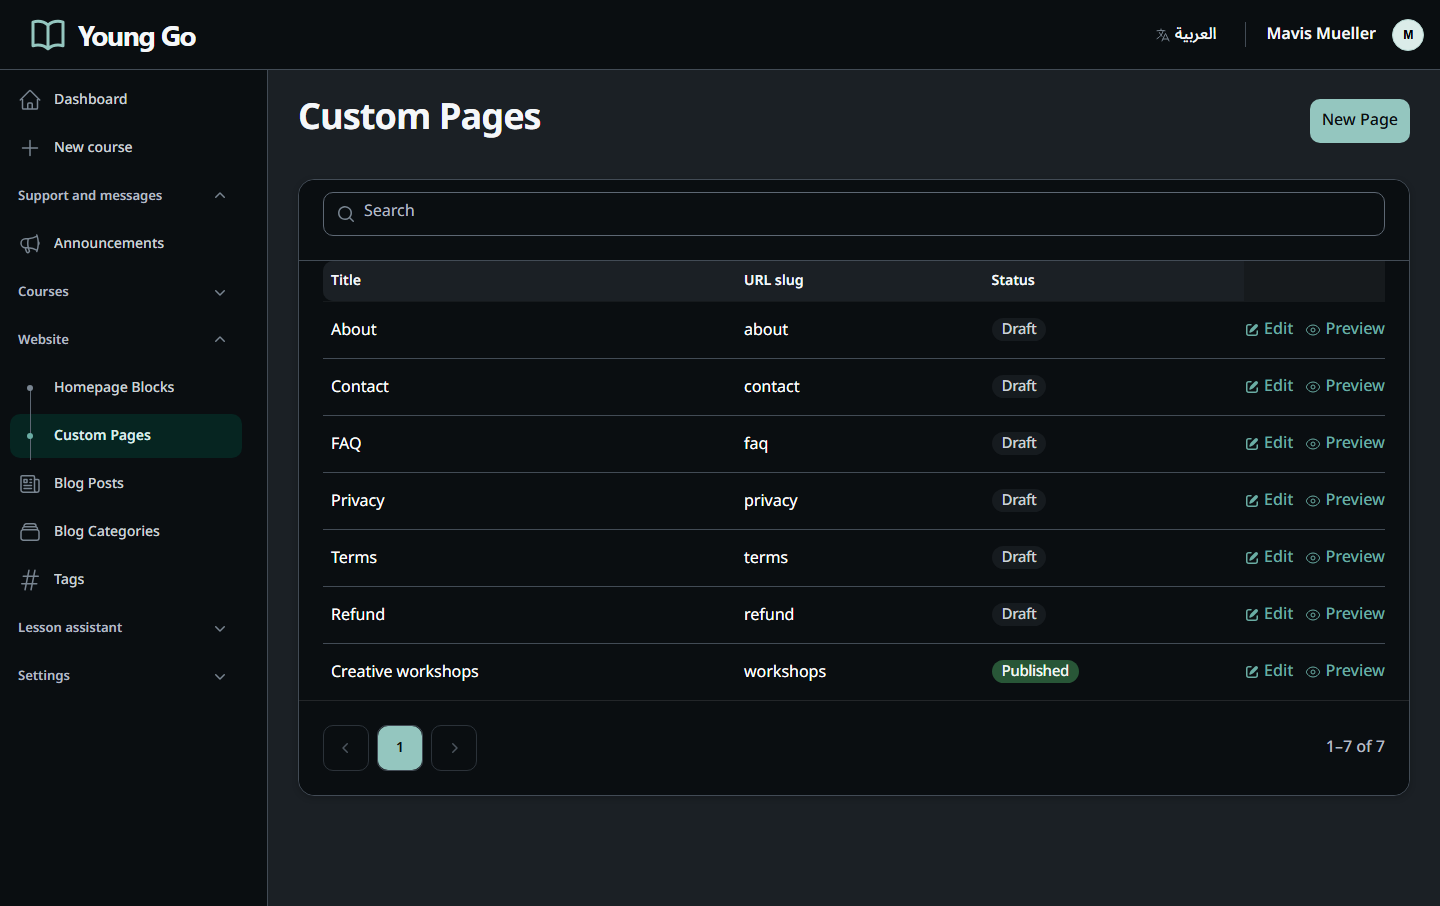 Young Go
العربية
Mavis Mueller
M
Dashboard
New course
Support and messages
Announcements
Courses
Website
Homepage Blocks
Custom Pages
Blog Posts
Blog Categories
Tags
Lesson assistant
Settings
Custom Pages
New Page
Search
Title URL slug Status
About about Draft Edit Preview
Contact contact Draft Edit Preview
FAQ faq Draft Edit Preview
Privacy privacy Draft Edit Preview
Terms terms Draft Edit Preview
Refund refund Draft Edit Preview
Creative workshops workshops Published Edit Preview
1
1–7 of 7